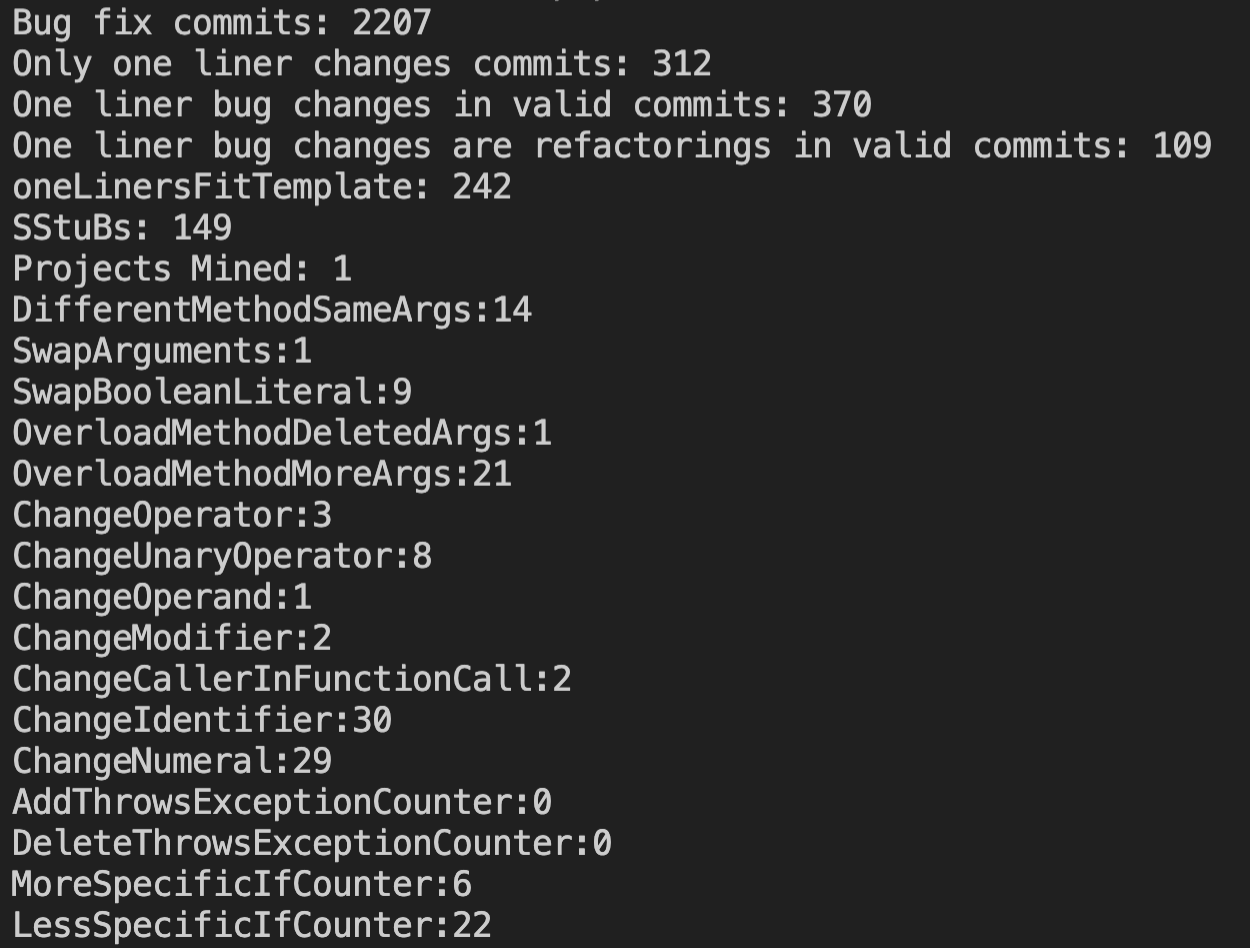 Bug fix commits: 2207
Only one liner changes commits: 312
One liner bug changes in valid commits: 370
One liner bug changes are refactorings in valid commits: 109
oneLinersFitTemplate: 242
SStuBs: 149
Projects Mined: 1
DifferentMethodSameArgs:14
SwapArguments:1
SwapBooleanLiteral:9
OverloadMethodDeletedArgs:1
OverloadMethodMoreArgs:21
ChangeOperator:3
ChangeUnaryOperator:8
ChangeOperand:1
ChangeModifier:2
ChangeCallerInFunctionCall:2
ChangeIdentifier:30
ChangeNumeral:29
AddThrowsExceptionCounter:0
DeleteThrowsExceptionCounter:0
MoreSpecificIfCounter:6
LessSpecificIfCounter:22